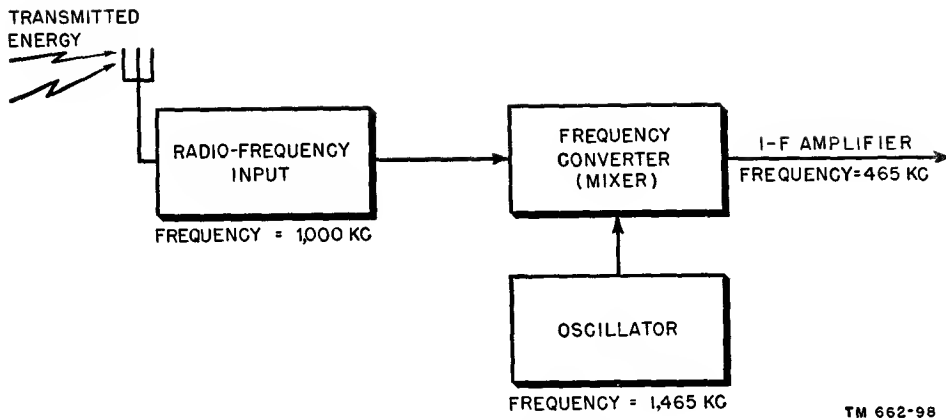 TRANSMITTED
ENERGY
RADIO-FREQUENCY
INPUT
FREQUENCY = 1,000 KC
FREQUENCY
CONVERTER
(MIXER)
I-F AMPLIFIER
FREQUENCY=465 KC
OSCILLATOR
FREQUENCY = 1,465 KC
TM 662-98